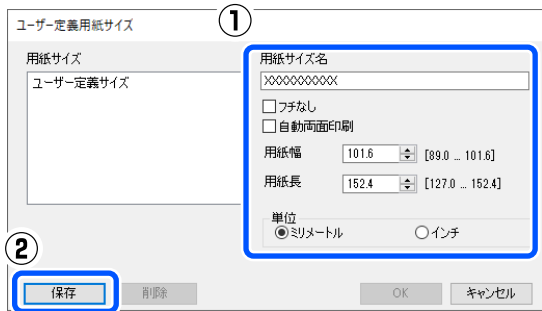 ①
ユーザー定義用紙サイズ
用紙サイズ
ユーザー定義サイズ
用紙サイズ名
XXXXXXXXXX
フチなし
自動両面印刷
用紙幅 101.6 [89.0 ... 101.6]
用紙長 152.4 [127.0 ... 152.4]
単位
ミリメートル インチ
②
保存 削除 OK キャンセル